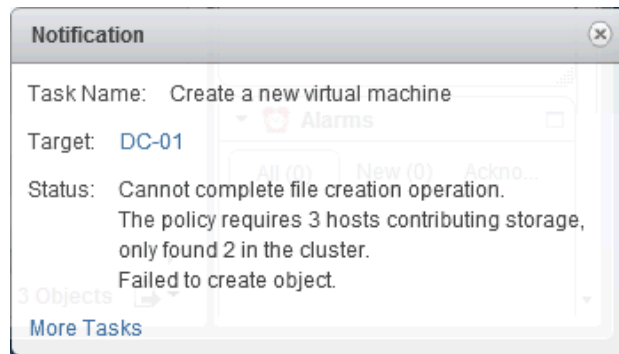 Notification
Task Name: Create a new virtual machine
Alarms
Target: DC-01
All (0) New (0) Ackno...
Status: Cannot complete file creation operation.
The policy requires 3 hosts contributing storage,
only found 2 in the cluster.
Failed to create object.
3 Objects
More Tasks